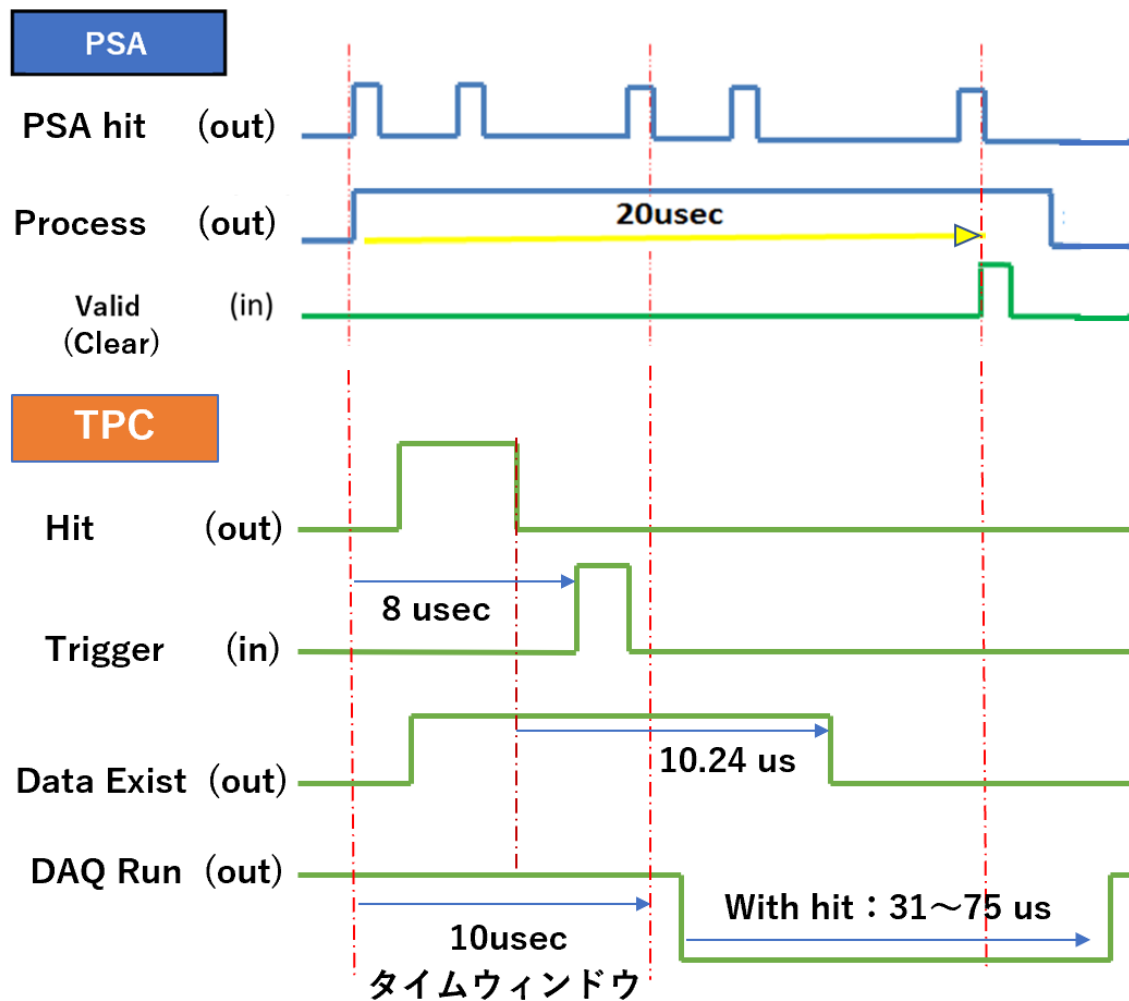 PSA
PSA hit (out)
Process (out)
20usec
Valid (in)
(Clear)
TPC
Hit (out)
8 usec
Trigger (in)
10.24 us
Data Exist (out)
DAQ Run (out)
With hit：31～75 us
10usec
タイムウィンドウ